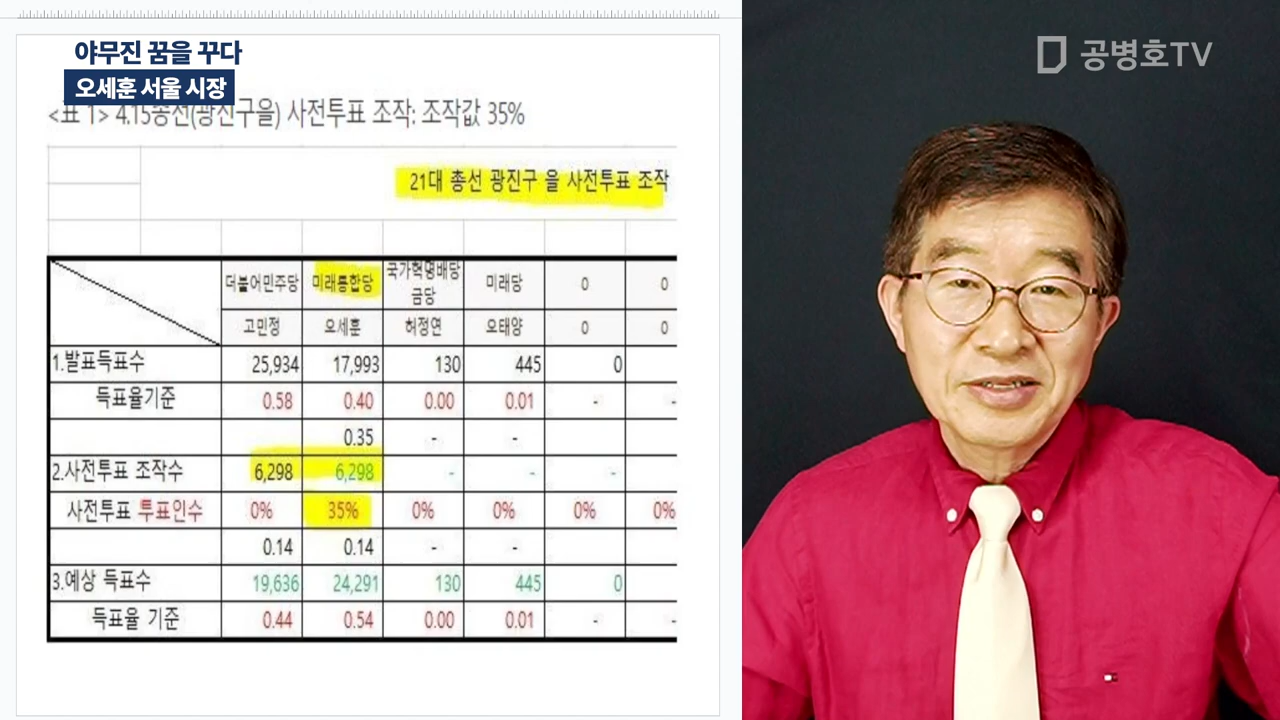 야무진 꿈을 꾸다
오세훈 서울 시장
공병호TV
<표 1> 4.15총선(광진구을) 사전투표 조작: 조작값 35%
21대 총선 광진구 을 사전투표 조작
더불어민주당 미래통합당 국가혁명배당금당 미래당 0 0
고민정 오세훈 허정연 오태양 0 0
1.발표득표수 25,934 17,993 130 445 0
득표율기준 0.58 0.40 0.00 0.01 - -
0.35 - -
2.사전투표 조작수 6,298 6,298 - - -
사전투표 투표인수 0% 35% 0% 0% 0% 0%
0.14 0.14 - -
3.예상 득표수 19,636 24,291 130 445 0
득표율 기준 0.44 0.54 0.00 0.01 - -